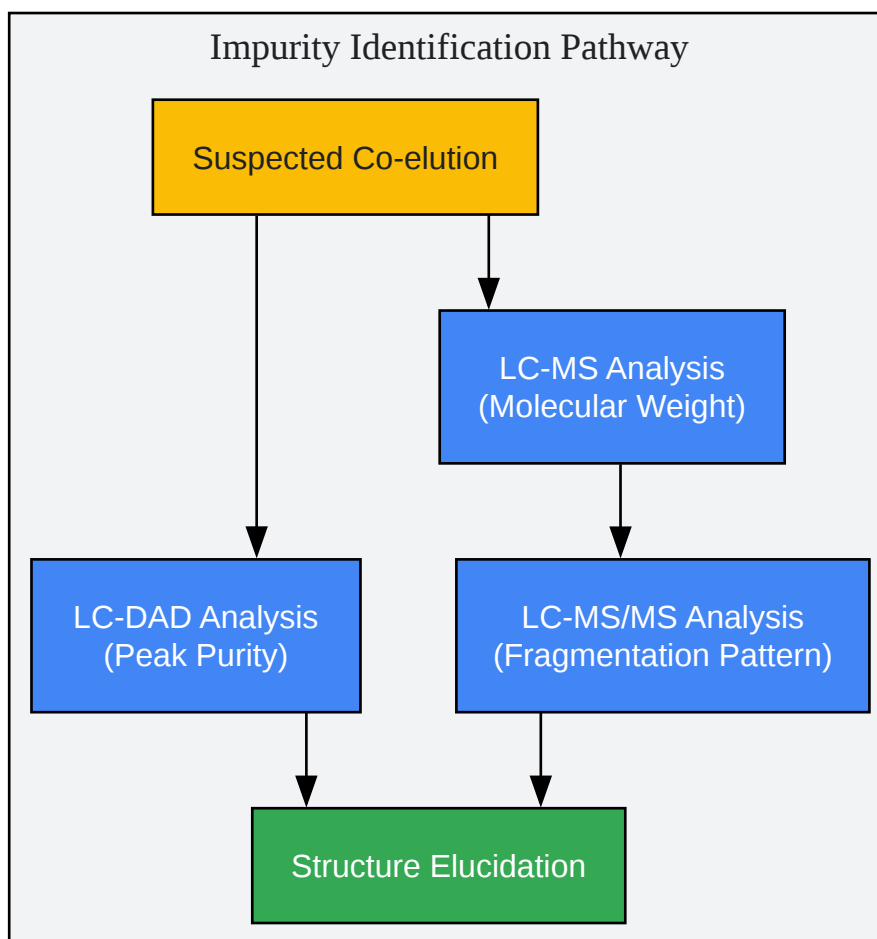 Impurity Identification Pathway
Suspected Co-elution
LC-MS Analysis
(Molecular Weight)
LC-DAD Analysis
(Peak Purity)
LC-MS/MS Analysis
(Fragmentation Pattern)
Structure Elucidation